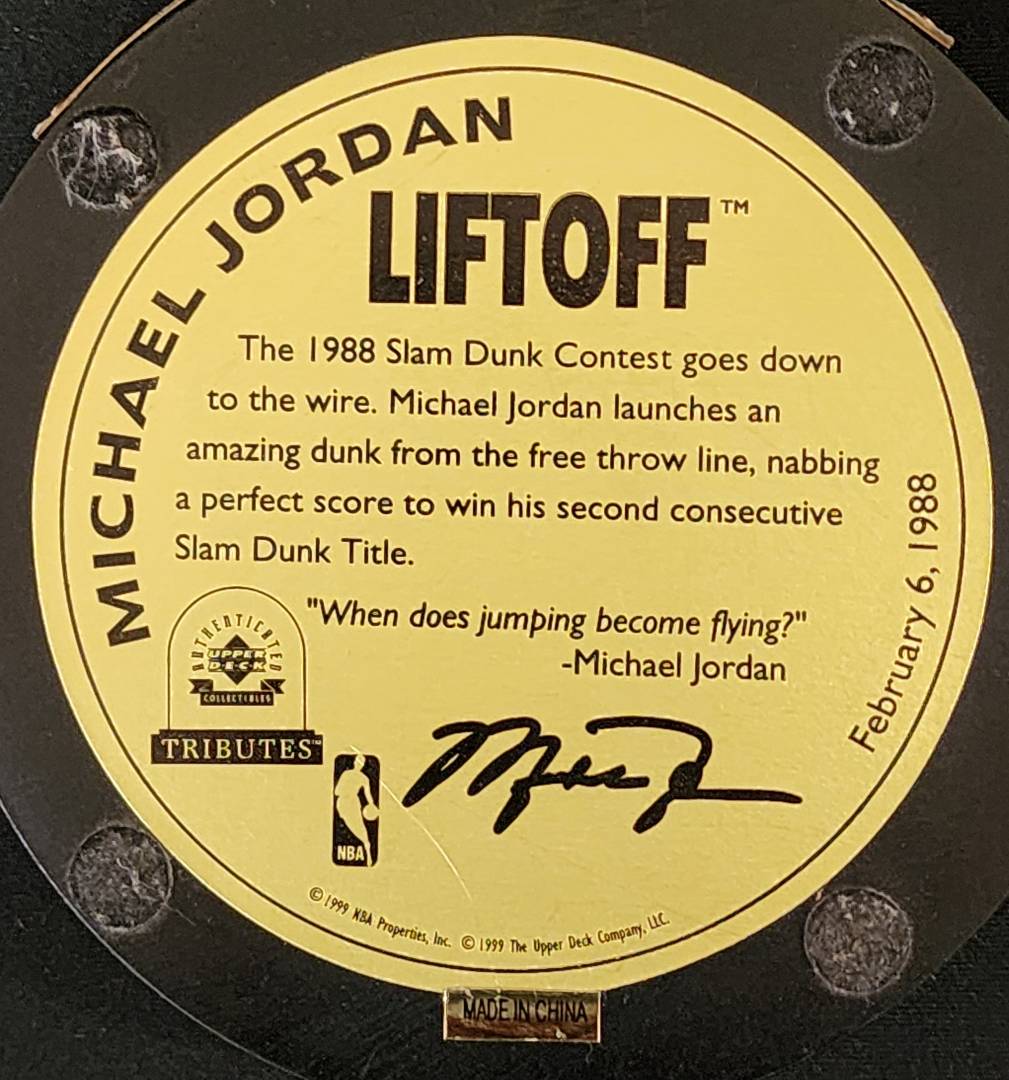 MICHAEL JORDAN
LIFTOFF™
The 1988 Slam Dunk Contest goes down
to the wire. Michael Jordan launches an
amazing dunk from the free throw line, nabbing
a perfect score to win his second consecutive
Slam Dunk Title.
"When does jumping become flying?"
-Michael Jordan
February 6, 1988
AUTHENTICATED
UPPER
DECK
COLLECTIBLES
TRIBUTES™
NBA
© 1999 NBA Properties, Inc. © 1999 The Upper Deck Company, LLC.
MADE IN CHINA